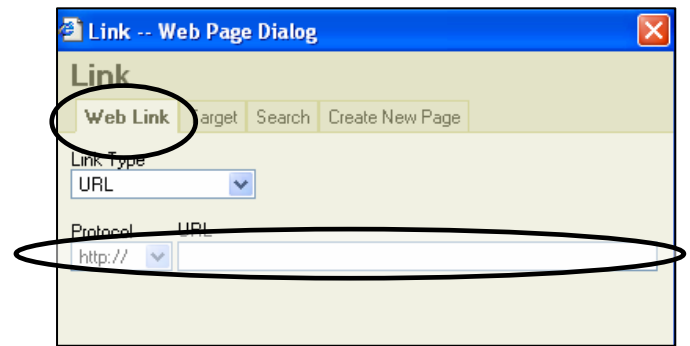 Link -- Web Page Dialog
Link
Web Link Target Search Create New Page
Link Type
URL
Protocol URL
http://